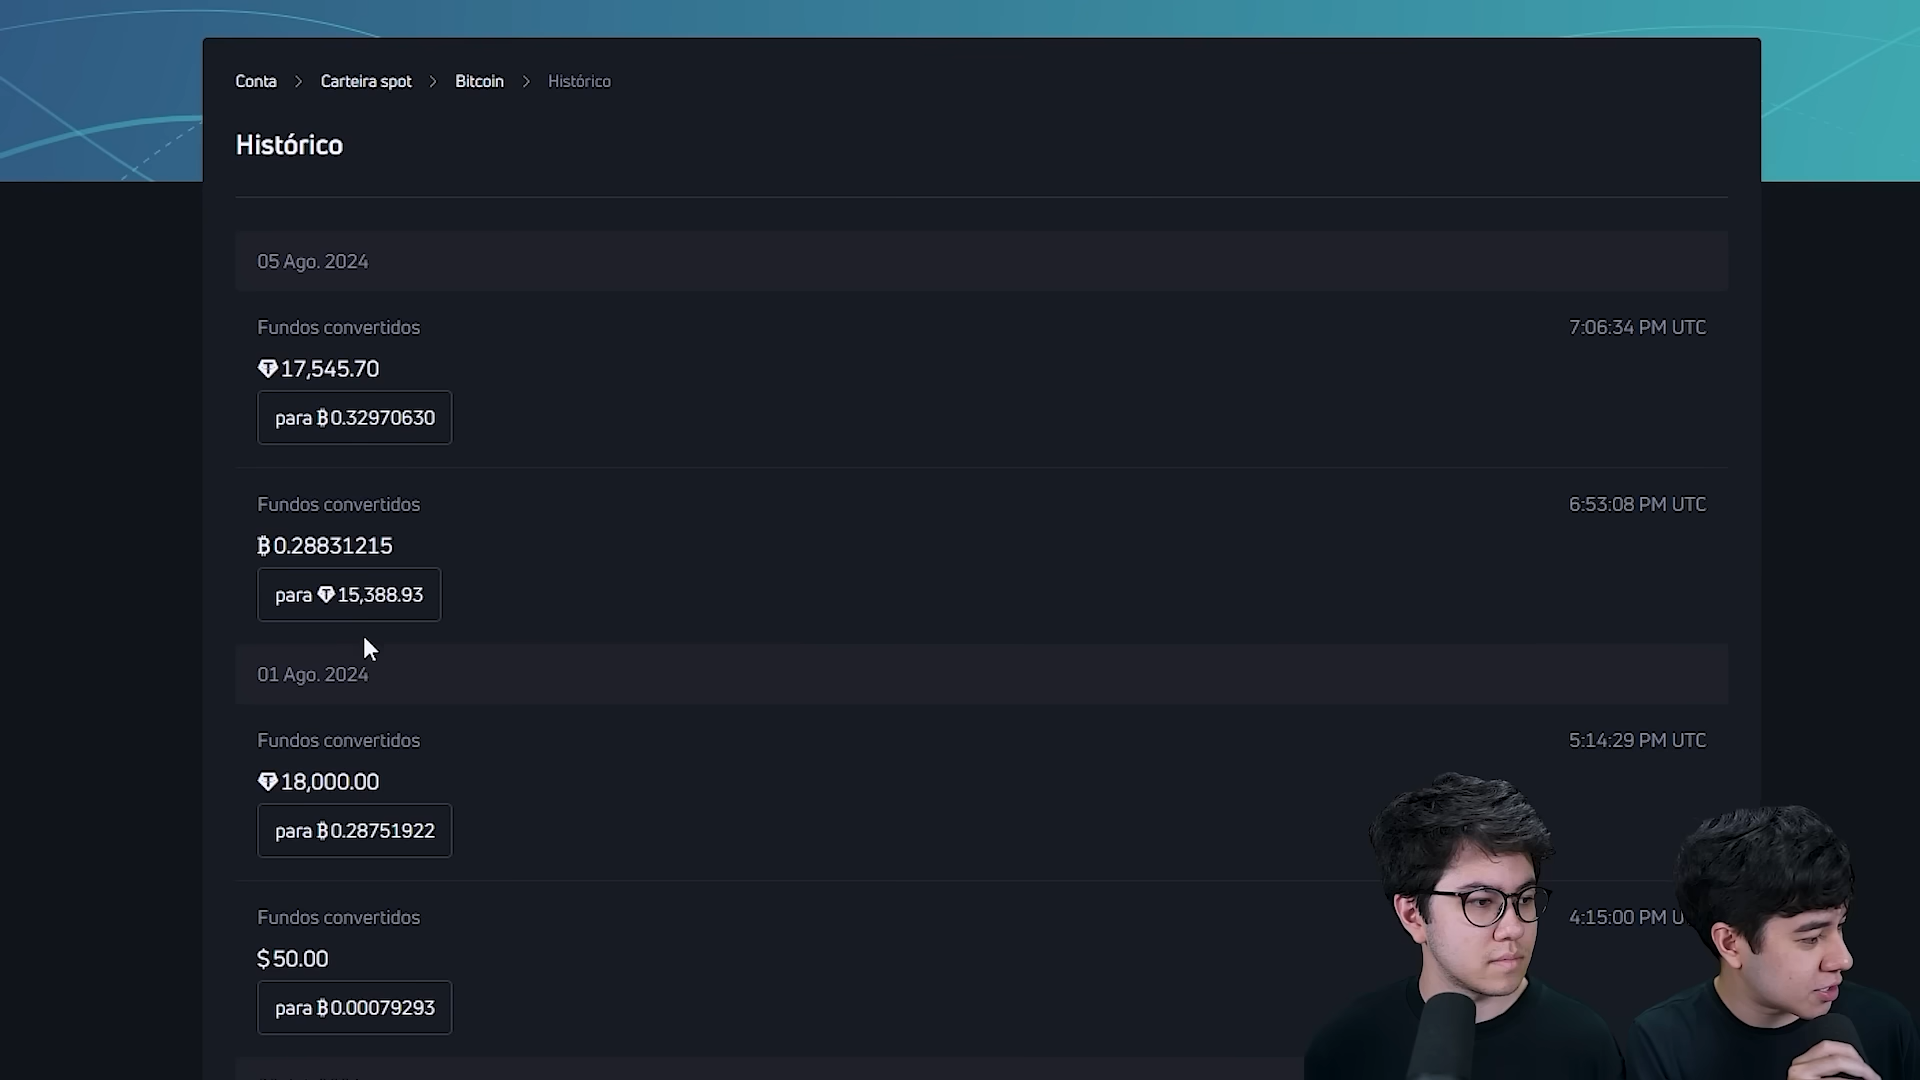 Conta > Carteira spot > Bitcoin > Histórico
Histórico
05 Ago. 2024
Fundos convertidos 7:06:34 PM UTC
17,545.70
para ₿0.32970630
Fundos convertidos 6:53:08 PM UTC
₿0.28831215
para 15,388.93
01 Ago. 2024
Fundos convertidos 5:14:29 PM UTC
18,000.00
para ₿0.28751922
Fundos convertidos 4:15:00 PM
$50.00
para ₿0.00079293